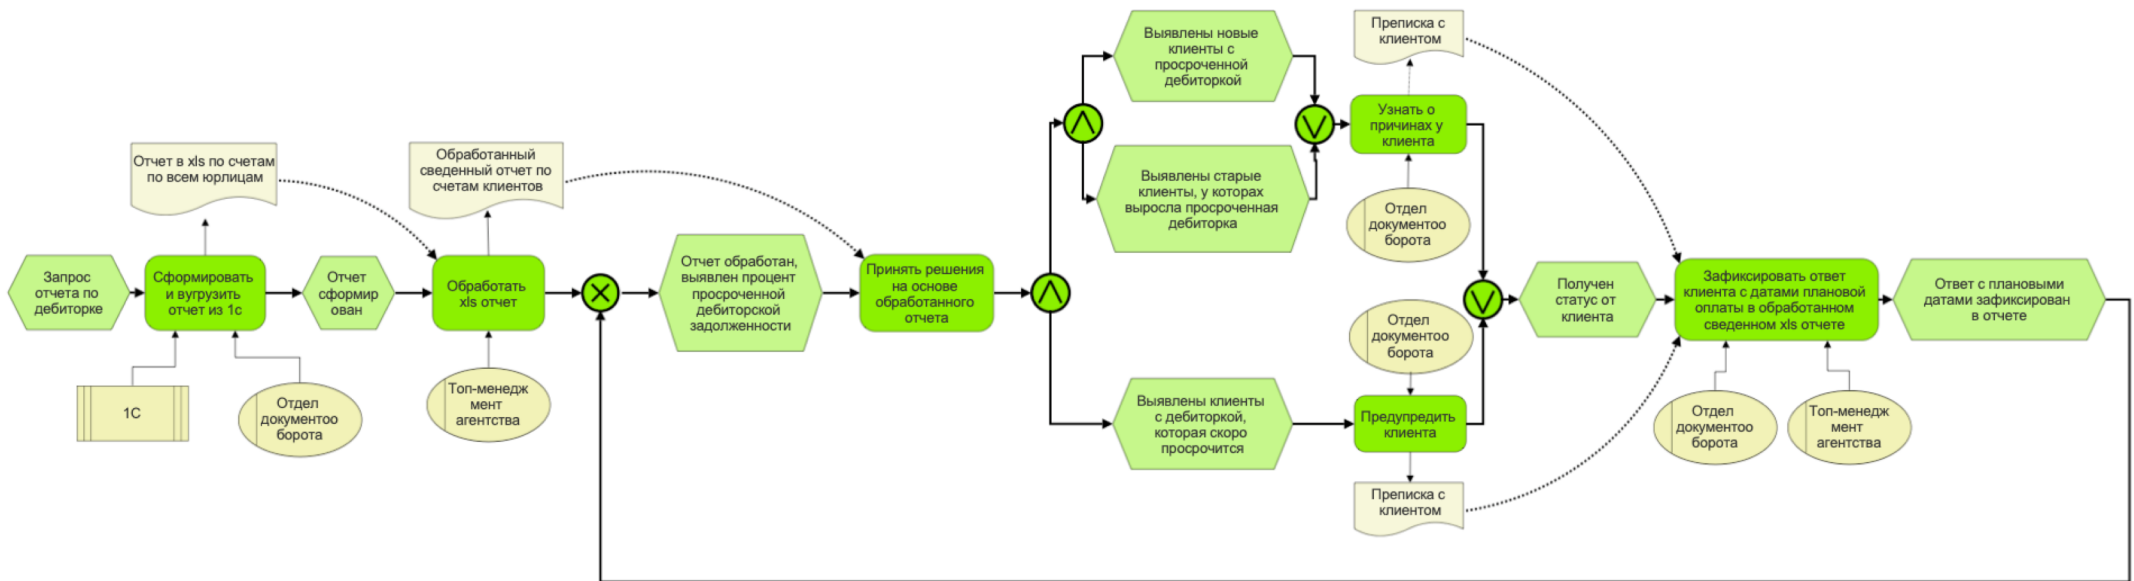 Запрос
отчета по
дебиторке
Сформировать
и вугрузить
отчет из 1с
Отчет в xls по счетам
по всем юрлицам
1С
Отдел
документоо
борота
Отчет
сформир
ован
Обработать
xls отчет
Обработанный
сведенный отчет по
счетам клиентов
Топ-менедж
мент
агентства
Отчет обработан,
выявлен процент
просроченной
дебиторской
задолженности
Принять решения
на основе
обработанного
отчета
Выявлены новые
клиенты с
просроченной
дебиторкой
Выявлены старые
клиенты, у которых
выросла просроченная
дебиторка
Выявлены клиенты
с дебиторкой,
которая скоро
просрочится
Преписка с
клиентом
Узнать о
причинах у
клиента
Отдел
документоо
борота
Отдел
документоо
борота
Предупредить
клиента
Преписка с
клиентом
Получен
статус от
клиента
Зафиксировать ответ
клиента с датами плановой
оплаты в обработанном
сведенном xls отчете
Отдел
документоо
борота
Топ-менедж
мент
агентства
Ответ с плановыми
датами зафиксирован
в отчете